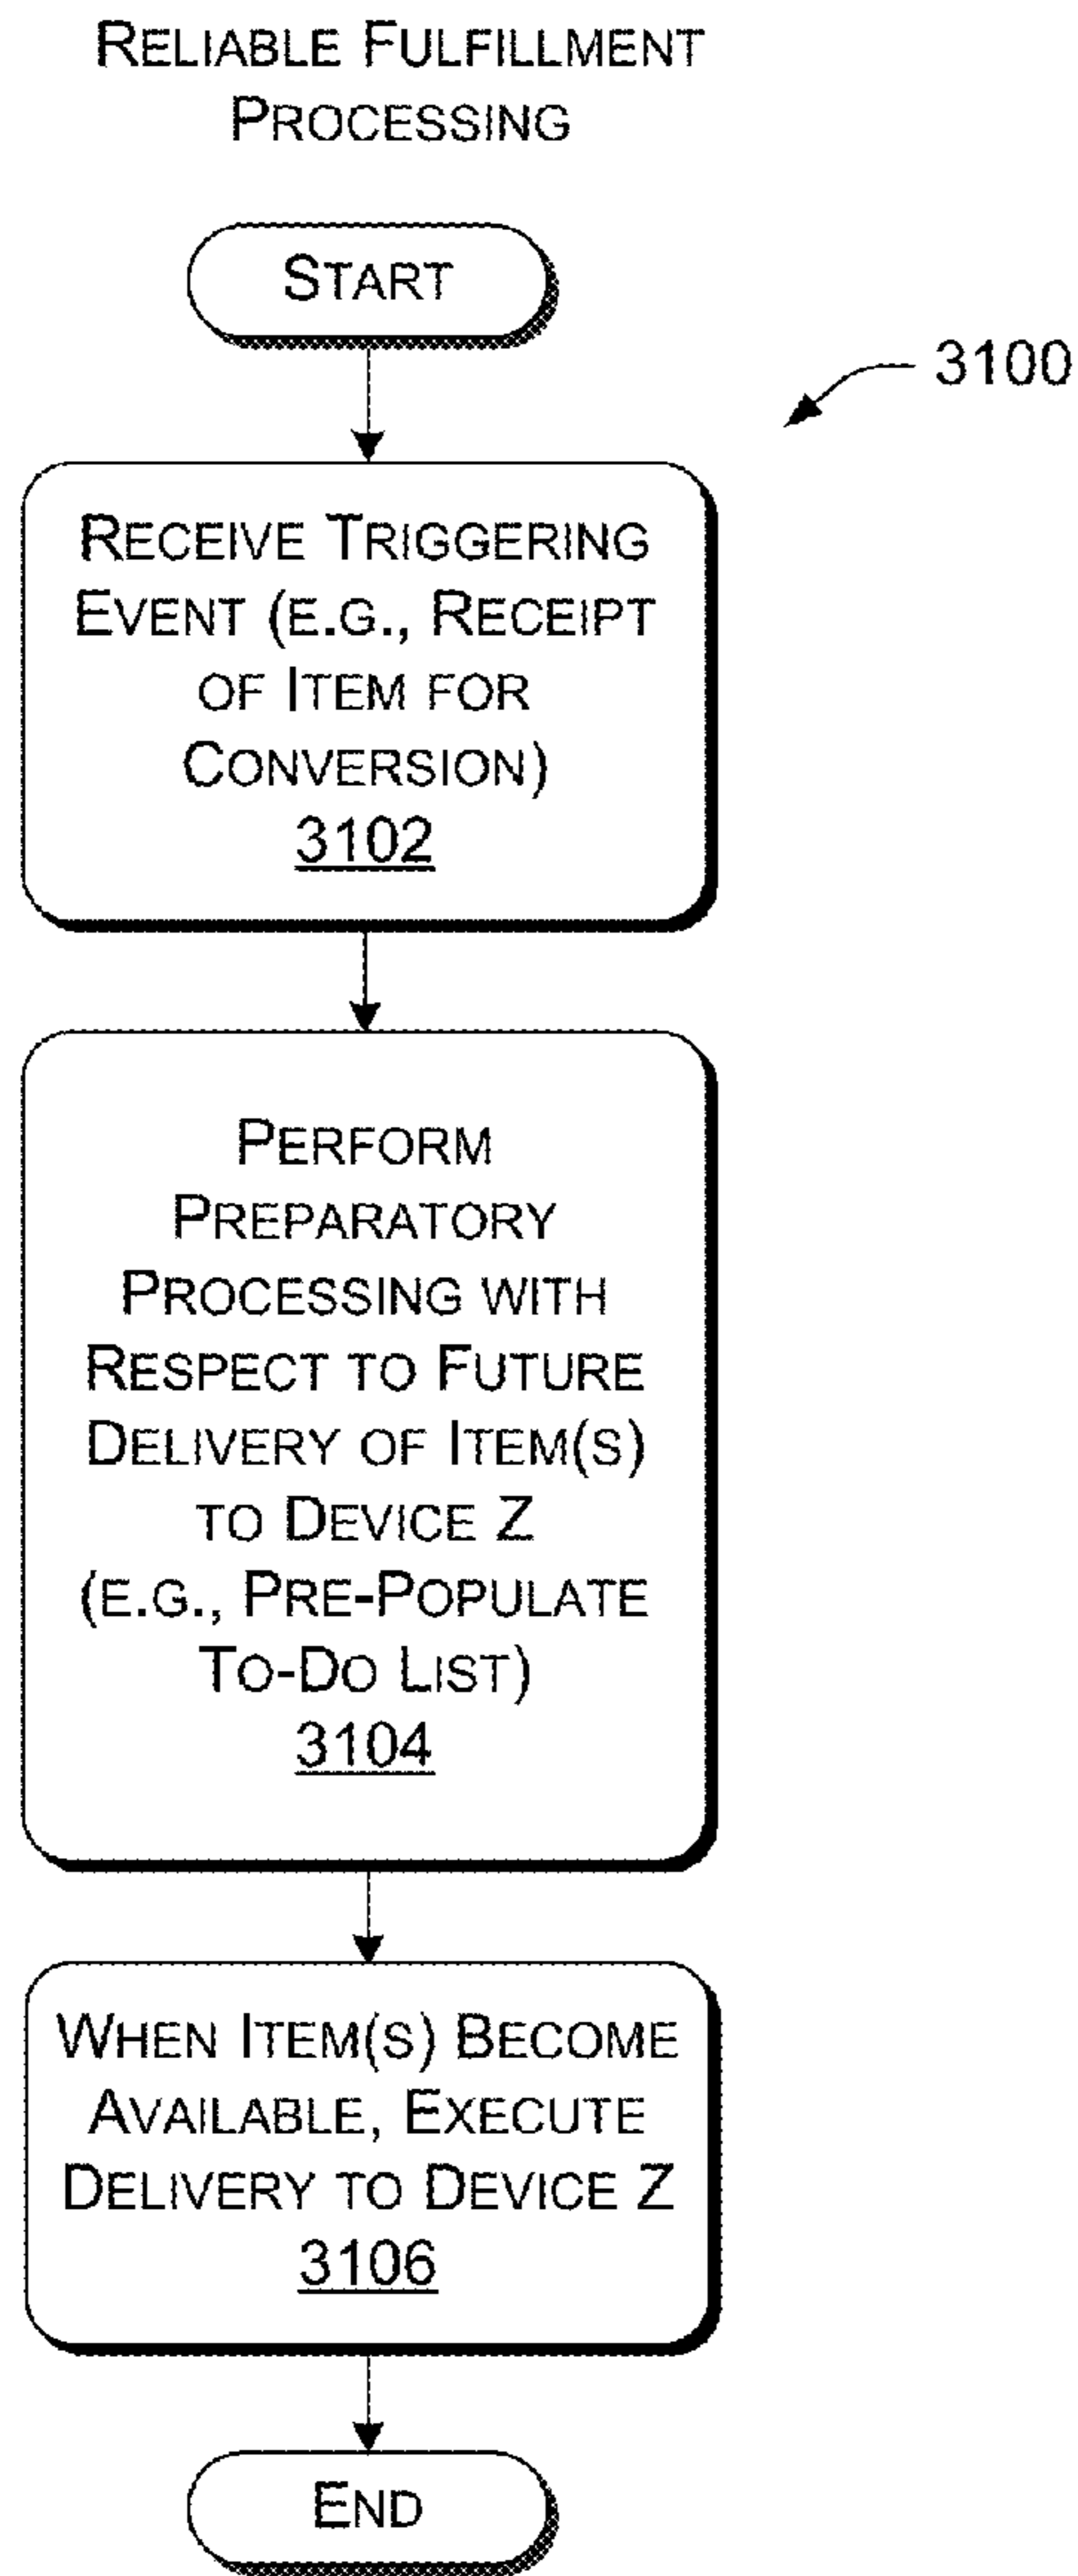 RELIABLE FULFILLMENT
PROCESSING
START
3100
RECEIVE TRIGGERING
EVENT (E.G., RECEIPT
OF ITEM FOR
CONVERSION)
3102
PERFORM
PREPARATORY
PROCESSING WITH
RESPECT TO FUTURE
DELIVERY OF ITEM(S)
TO DEVICE Z
(E.G., PRE-POPULATE
TO-DO LIST)
3104
WHEN ITEM(S) BECOME
AVAILABLE, EXECUTE
DELIVERY TO DEVICE Z
3106
END